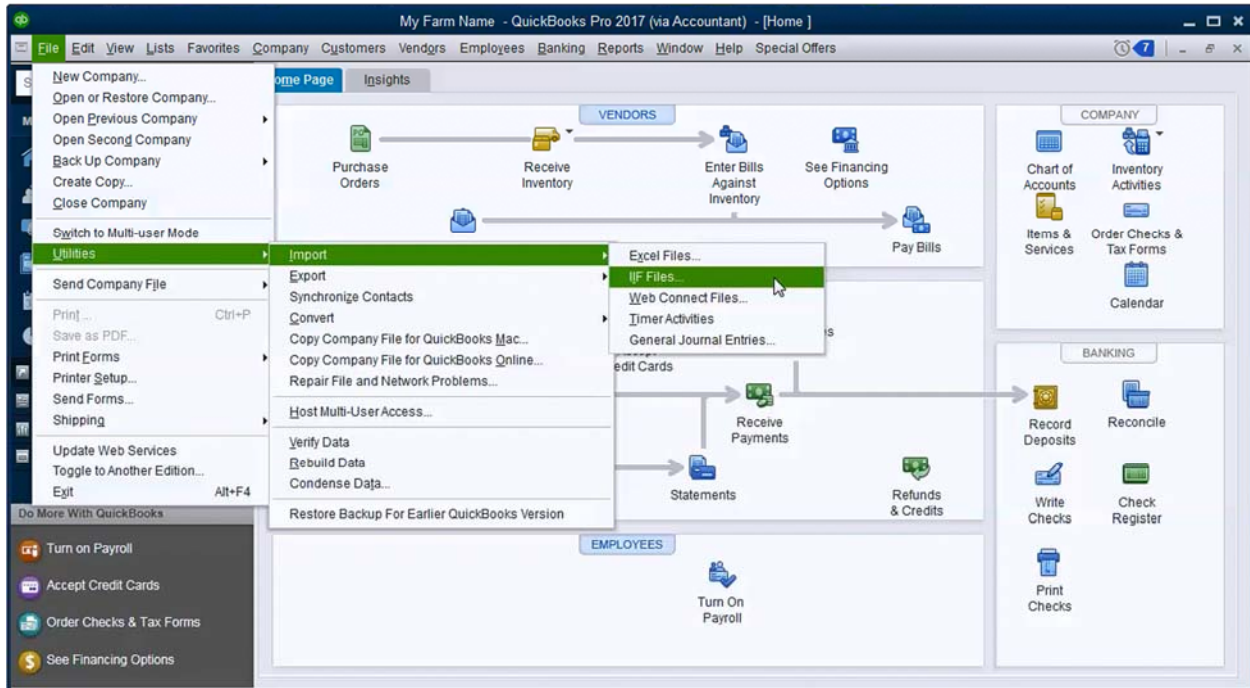 qb
My Farm Name - QuickBooks Pro 2017 (via Accountant) - [Home ]
File Edit View Lists Favorites Company Customers Vendors Employees Banking Reports Window Help Special Offers
7
New Company...
Open or Restore Company...
Open Previous Company
Open Second Company
Back Up Company
Create Copy...
Close Company
Switch to Multi-user Mode
Utilities
Send Company File
Print... Ctrl+P
Save as PDF...
Print Forms
Printer Setup...
Send Forms...
Shipping
Update Web Services
Toggle to Another Edition...
Exit Alt+F4
Import
Export
Synchronize Contacts
Convert
Copy Company File for QuickBooks Mac...
Copy Company File for QuickBooks Online...
Repair File and Network Problems...
Host Multi-User Access...
Verify Data
Rebuild Data
Condense Data...
Restore Backup For Earlier QuickBooks Version
Excel Files...
IIF Files...
Web Connect Files...
Timer Activities
General Journal Entries...
Page
Insights
VENDORS
Purchase
Orders
Receive
Inventory
Enter Bills
Against
Inventory
See Financing
Options
Pay Bills
edit Cards
Receive
Payments
Statements
Refunds
& Credits
EMPLOYEES
Turn On
Payroll
COMPANY
Chart of
Accounts
Inventory
Activities
Items &
Services
Order Checks &
Tax Forms
Calendar
BANKING
Record
Deposits
Reconcile
Write
Checks
Check
Register
Print
Checks
Do More With QuickBooks
Turn on Payroll
Accept Credit Cards
Order Checks & Tax Forms
See Financing Options